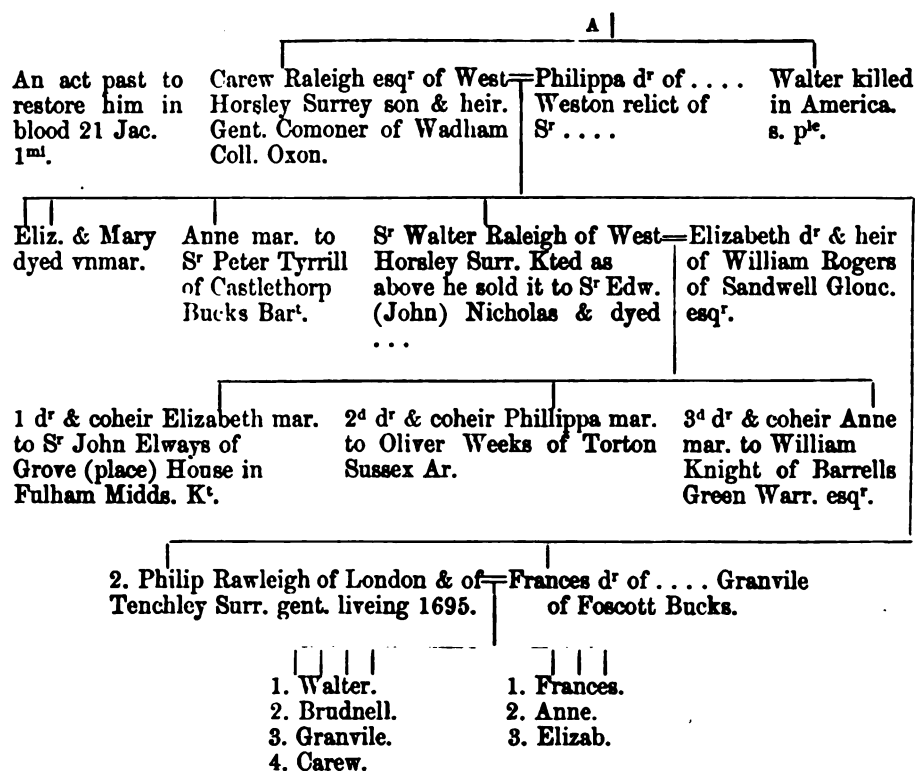 A
An act past to
restore him in
blood 21 Jac.
1ᵐⁱ.
Carew Raleigh esqʳ of West
Horsley Surrey son & heir.
Gent. Comoner of Wadham
Coll. Oxon.
Philippa dʳ of . . . .
Weston relict of
Sʳ . . . .
Walter killed
in America.
s. pˡᵉ.
Eliz. & Mary
dyed vnmar.
Anne mar. to
Sʳ Peter Tyrrill
of Castlethorp
Bucks Barᵗ.
Sʳ Walter Raleigh of West
Horsley Surr. Kted as
above he sold it to Sʳ Edw.
(John) Nicholas & dyed
. . .
Elizabeth dʳ & heir
of William Rogers
of Sandwell Glouc.
esqʳ.
1 dʳ & coheir Elizabeth mar.
to Sʳ John Elways of
Grove (place) House in
Fulham Midds. Kᵗ.
2ᵈ dʳ & coheir Phillippa mar.
to Oliver Weeks of Torton
Sussex Ar.
3ᵈ dʳ & coheir Anne
mar. to William
Knight of Barrells
Green Warr. esqʳ.
2. Philip Rawleigh of London & of
Tenchley Surr. gent. liveing 1695.
Frances dʳ of . . . . Granvile
of Foscott Bucks.
1. Walter.
2. Brudnell.
3. Granvile.
4. Carew.
1. Frances.
2. Anne.
3. Elizab.